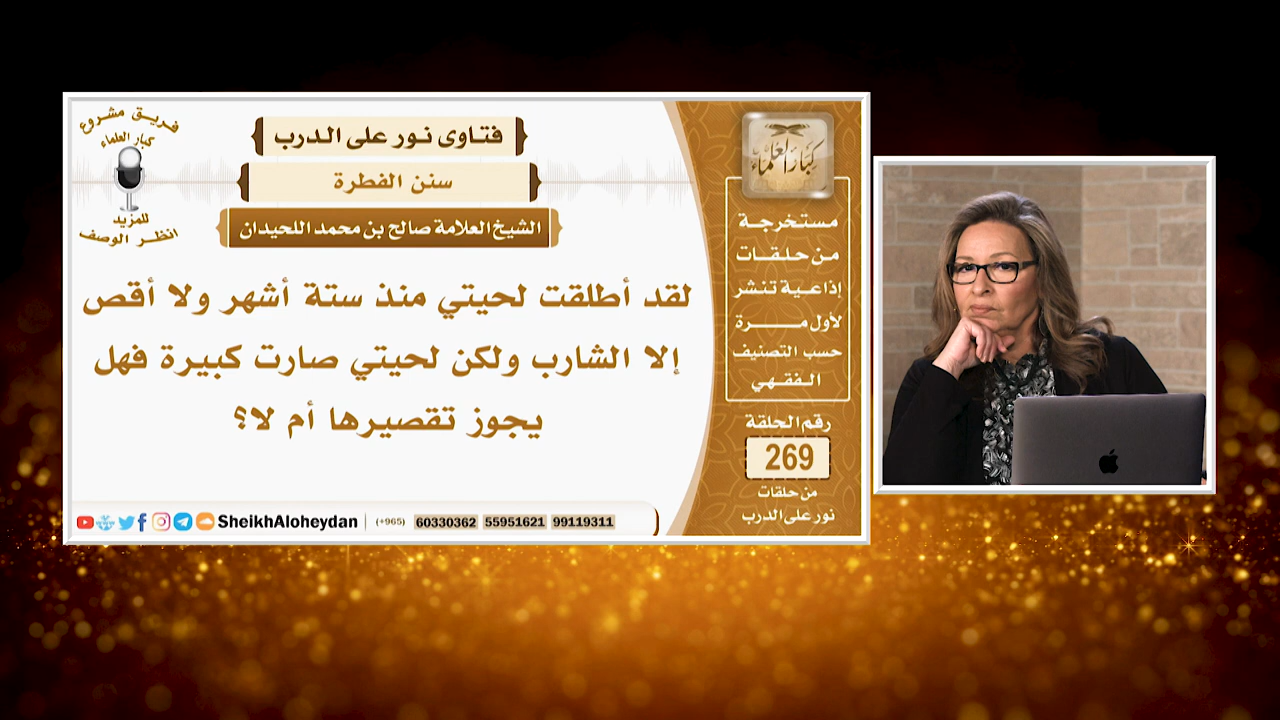 فريق مشروع
كبار العلماء
للمزيد
انظر الوصف
فتاوى نور على الدرب
سنن الفطرة
الشيخ العلامة صالح بن محمد اللحيدان
لقد أطلقت لحيتي منذ ستة أشهر ولا أقص
إلا الشارب ولكن لحيتي صارت كبيرة فهل
يجوز تقصيرها أم لا؟
كبار العلماء
مستخرجة
من حلقات
إذاعية تنشر
لأول مرة
حسب التصنيف
الفقهي
رقم الحلقة
269
من حلقات
نور على الدرب
SheikhAloheydan (+965) 60330362 55951621 99119311